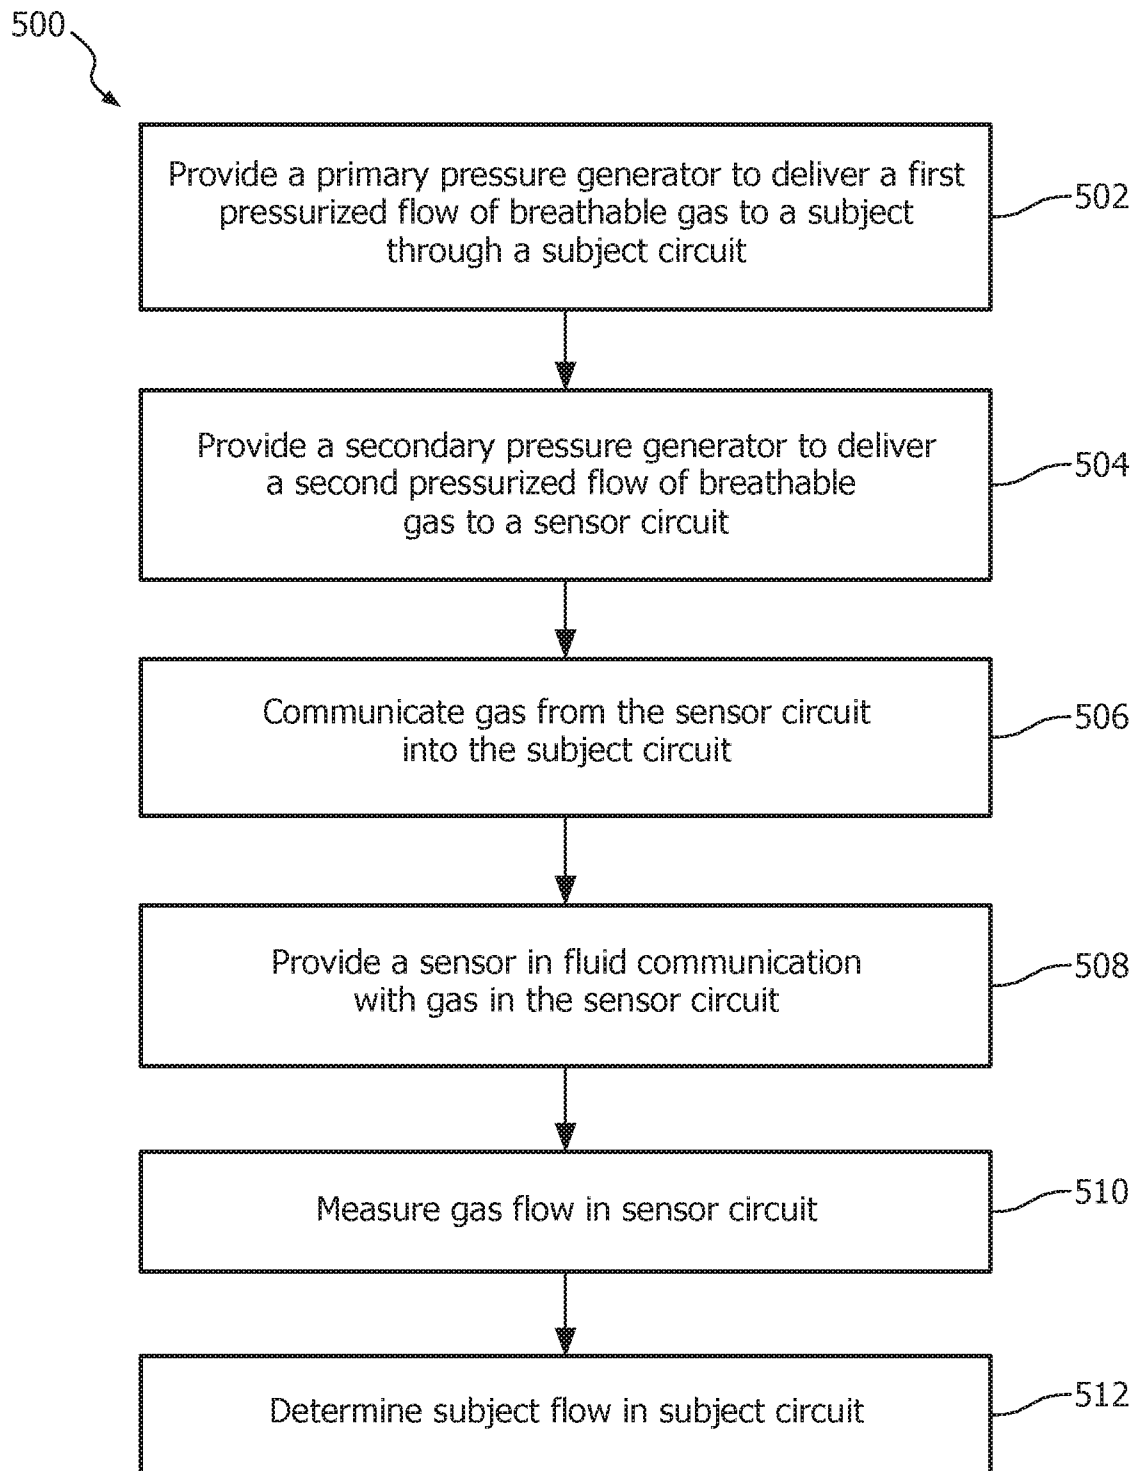 500
Provide a primary pressure generator to deliver a first
pressurized flow of breathable gas to a subject
through a subject circuit
502
Provide a secondary pressure generator to deliver
a second pressurized flow of breathable
gas to a sensor circuit
504
Communicate gas from the sensor circuit
into the subject circuit
506
Provide a sensor in fluid communication
with gas in the sensor circuit
508
Measure gas flow in sensor circuit
510
Determine subject flow in subject circuit
512